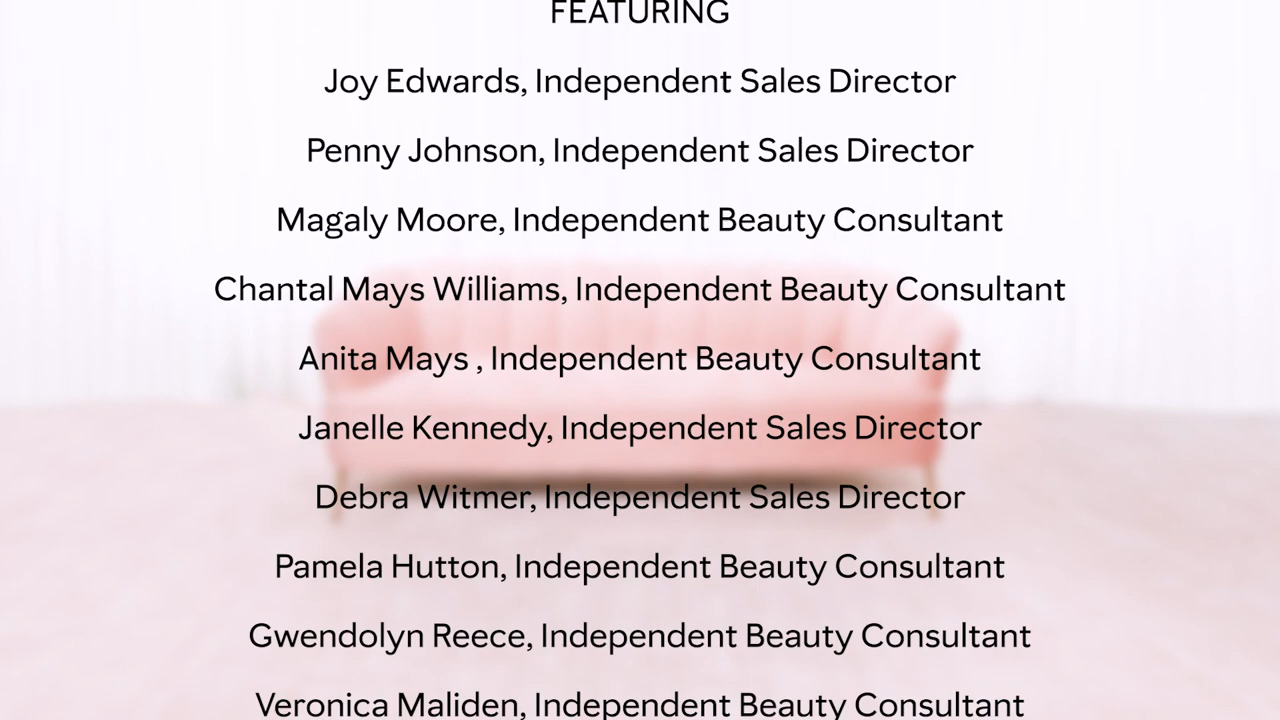 FEATURING
Joy Edwards, Independent Sales Director
Penny Johnson, Independent Sales Director
Magaly Moore, Independent Beauty Consultant
Chantal Mays Williams, Independent Beauty Consultant
Anita Mays , Independent Beauty Consultant
Janelle Kennedy, Independent Sales Director
Debra Witmer, Independent Sales Director
Pamela Hutton, Independent Beauty Consultant
Gwendolyn Reece, Independent Beauty Consultant
Veronica Maliden, Independent Beauty Consultant